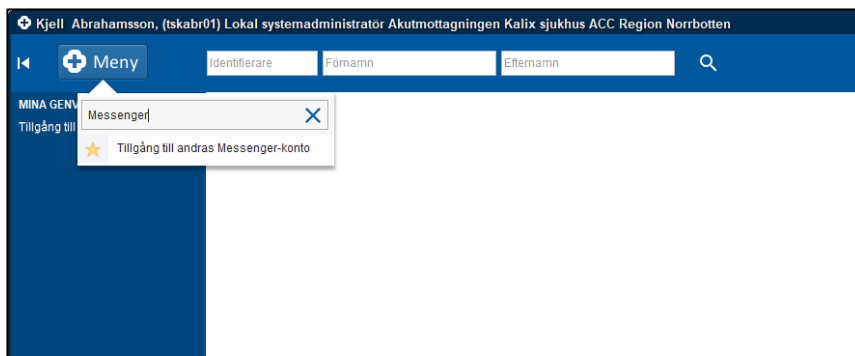 Kjell Abrahamsson, (tskabr01) Lokal systemadministratör Akutmottagningen Kalix sjukhus ACC Region Norrbotten
Meny
Identifierare
Förnamn
Efternamn
MINA GENV
Tillgång till
Messenger
Tillgång till andras Messenger-konto